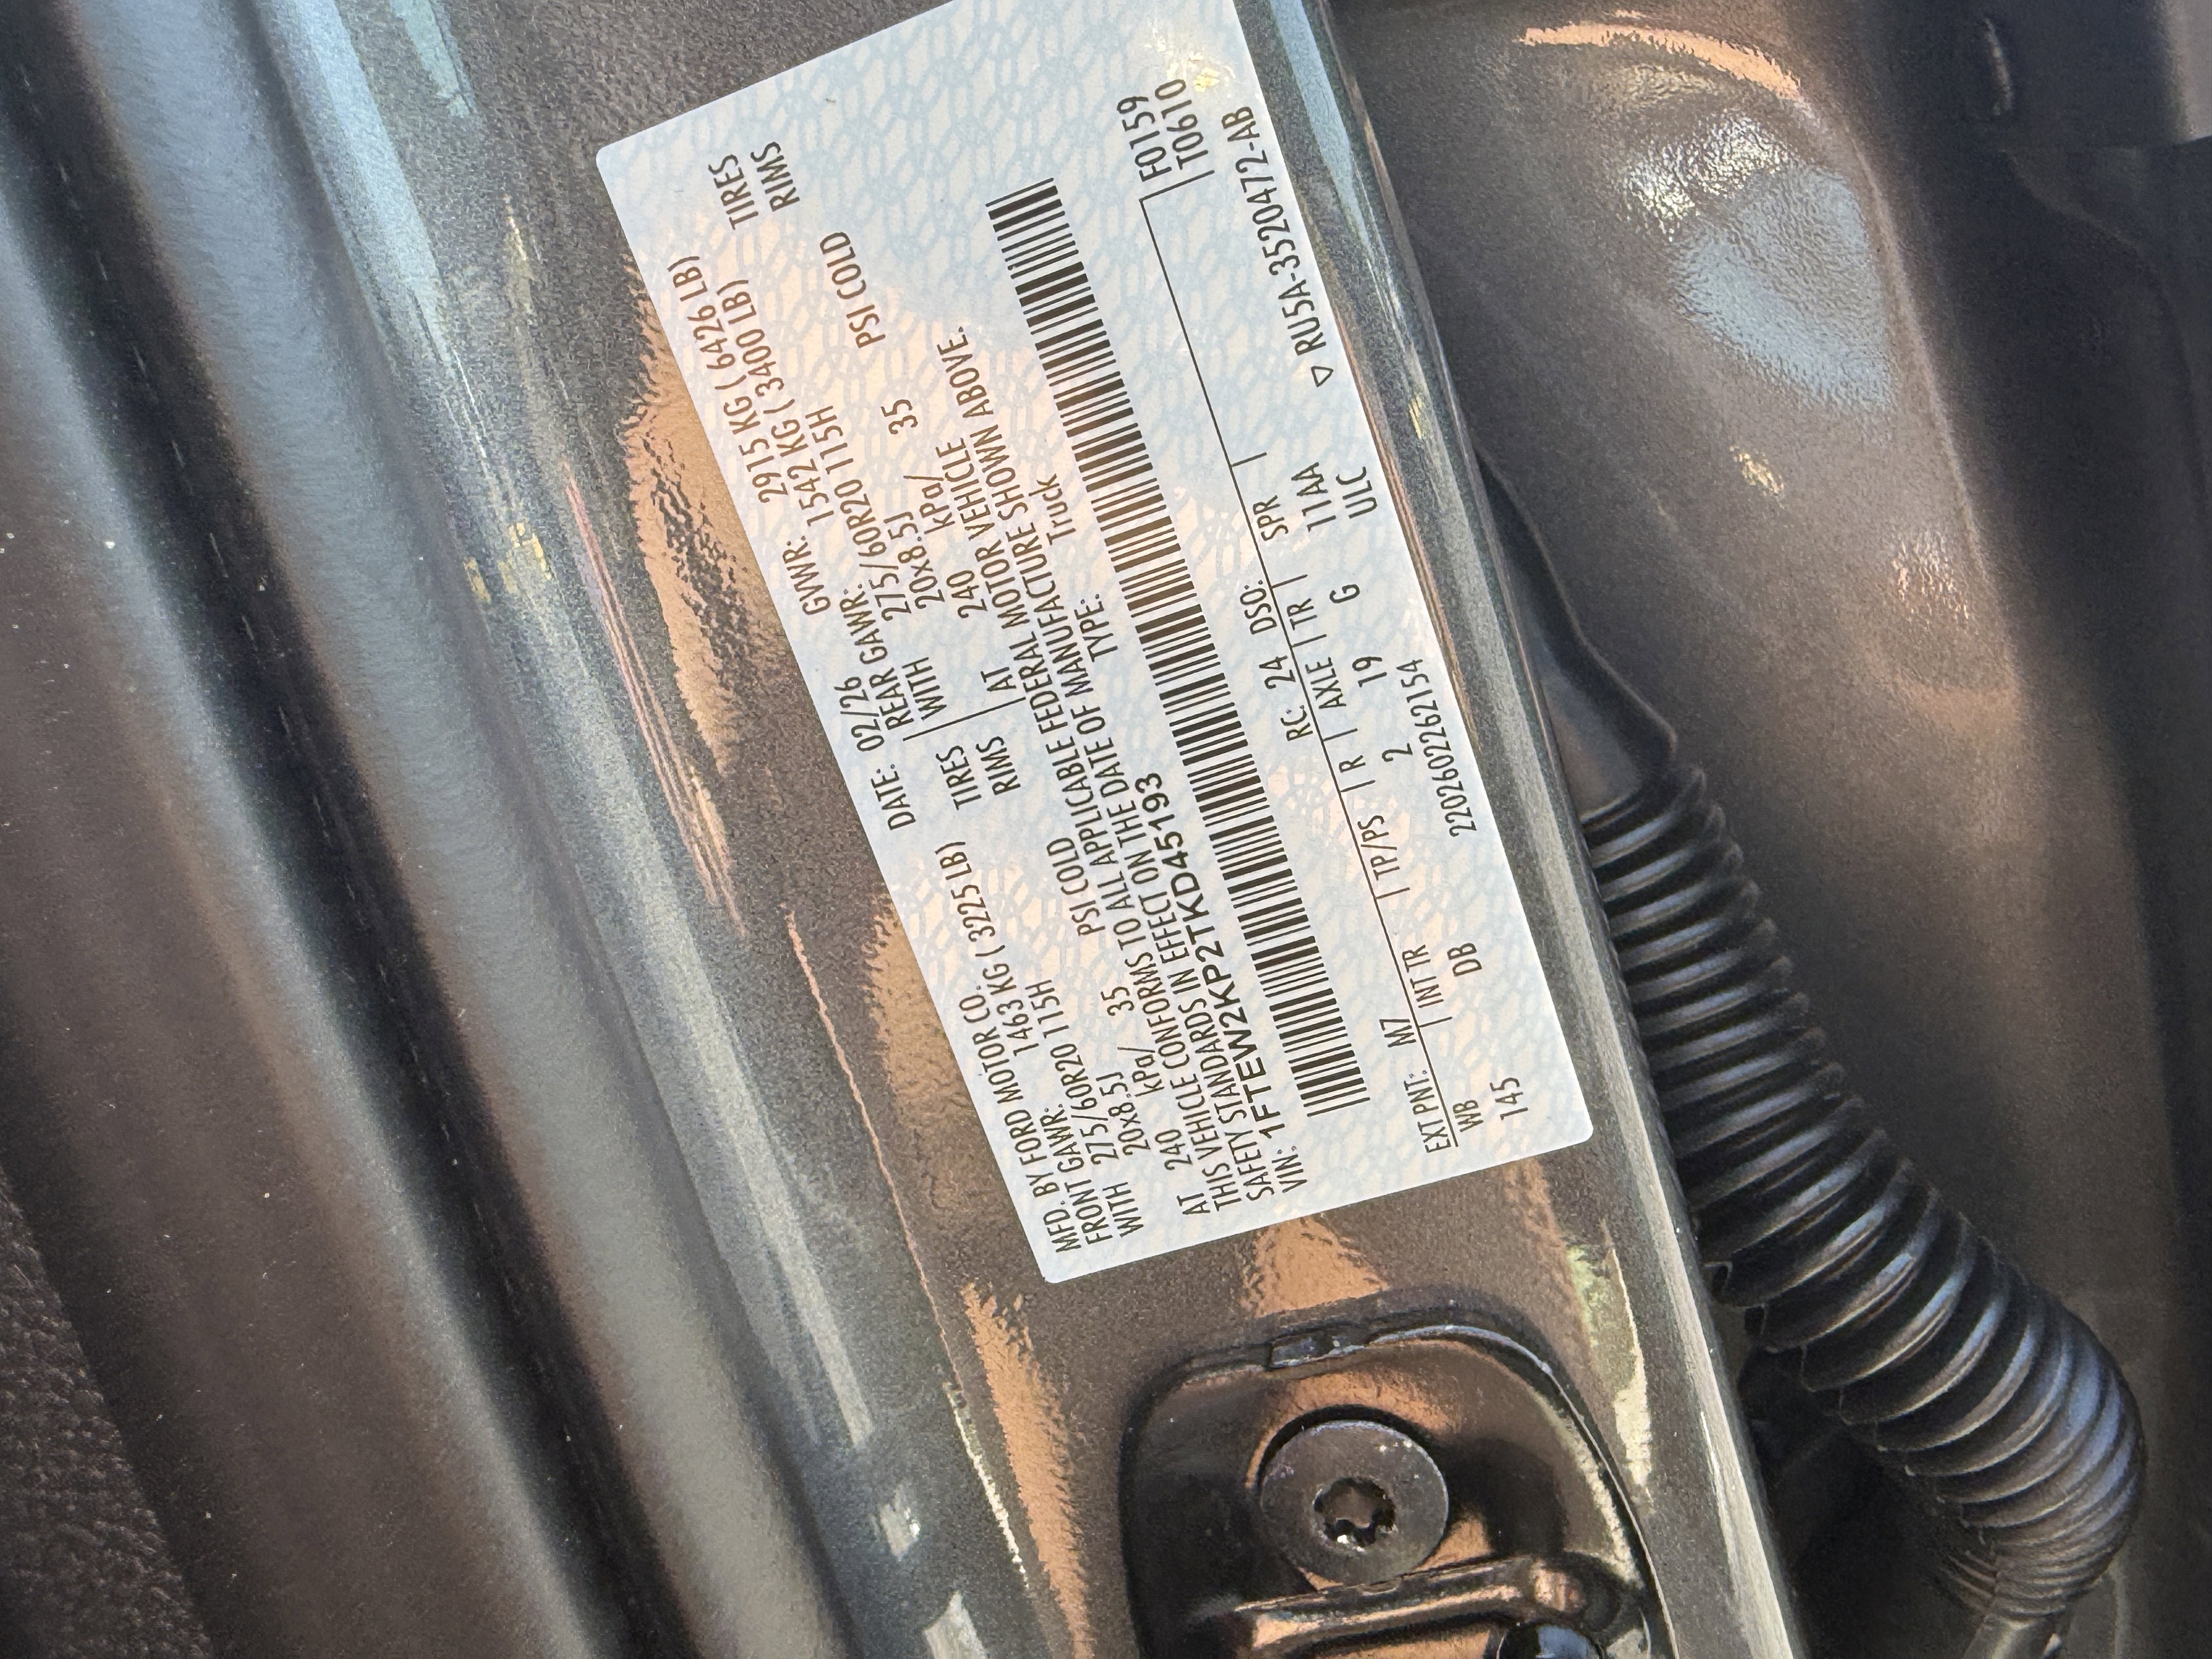 MFD. BY FORD MOTOR CO. DATE: 02/26 GVWR: 2915 KG ( 6426 LB)
FRONT GAWR: 1463 KG ( 3225 LB) REAR GAWR: 1542 KG ( 3400 LB)
WITH 275/60R20 115H TIRES WITH 275/60R20 115H TIRES
20x8.5J RIMS 20x8.5J RIMS
AT 240 kPa/ 35 PSI COLD AT 240 kPa/ 35 PSI COLD
THIS VEHICLE CONFORMS TO ALL APPLICABLE FEDERAL MOTOR VEHICLE
SAFETY STANDARDS IN EFFECT ON THE DATE OF MANUFACTURE SHOWN ABOVE.
VIN: 1FTEW2KP2TKD45193 TYPE: Truck
EXT PNT: M7 RC: 24 DSO: F0159
WB INT TR TP/PS R AXLE TR SPR T0610
145 DB 2 19 G 11AA
2202602262154 ULC ▽ RU5A-3520472-AB